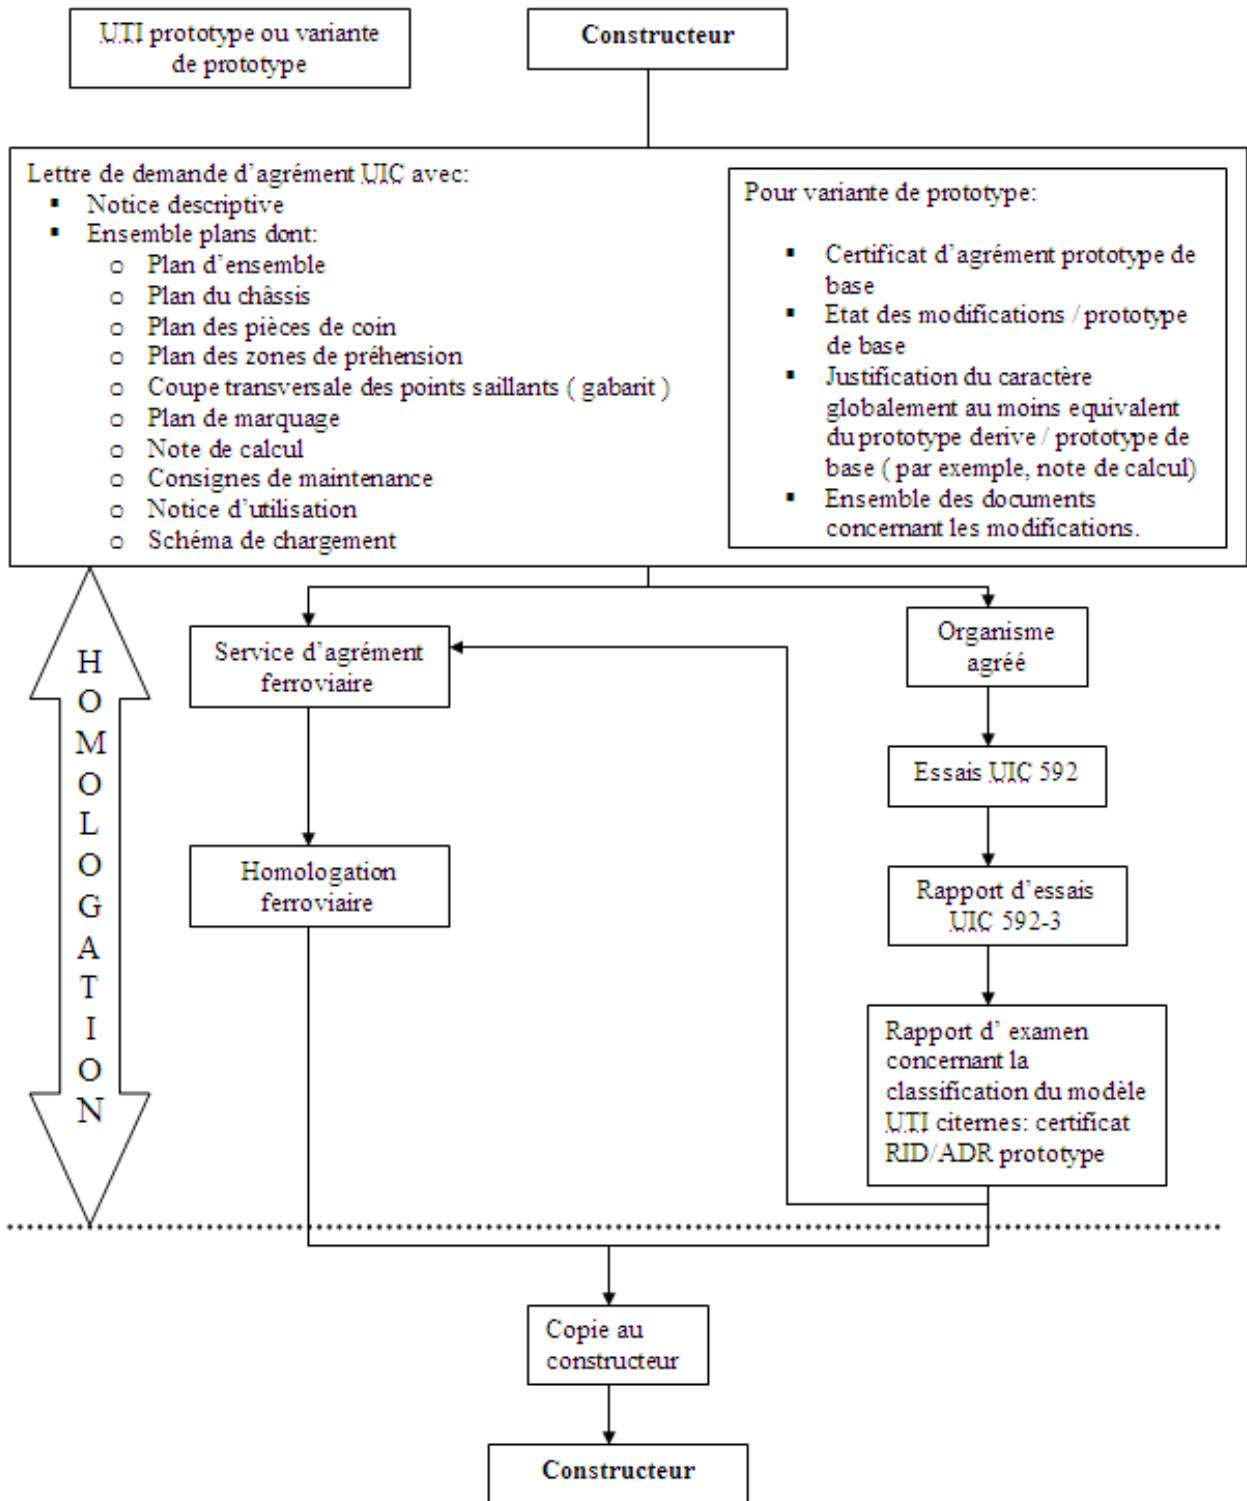 UTI prototype ou variante
de prototype
Constructeur
Lettre de demande d'agrément UIC avec:
▪ Notice descriptive
▪ Ensemble plans dont:
o Plan d'ensemble
o Plan du châssis
o Plan des pièces de coin
o Plan des zones de préhension
o Coupe transversale des points saillants ( gabarit )
o Plan de marquage
o Note de calcul
o Consignes de maintenance
o Notice d'utilisation
o Schéma de chargement
Pour variante de prototype:
▪ Certificat d'agrément prototype de
base
▪ Etat des modifications / prototype
de base
▪ Justification du caractère
globalement au moins equivalent
du prototype derive / prototype de
base ( par exemple, note de calcul)
▪ Ensemble des documents
concernant les modifications.
H
O
M
O
L
O
G
A
T
I
O
N
Service d'agrément
ferroviaire
Homologation
ferroviaire
Organisme
agréé
Essais UIC 592
Rapport d'essais
UIC 592-3
Rapport d' examen
concernant la
classification du modèle
UTI citernes: certificat
RID/ADR prototype
Copie au
constructeur
Constructeur